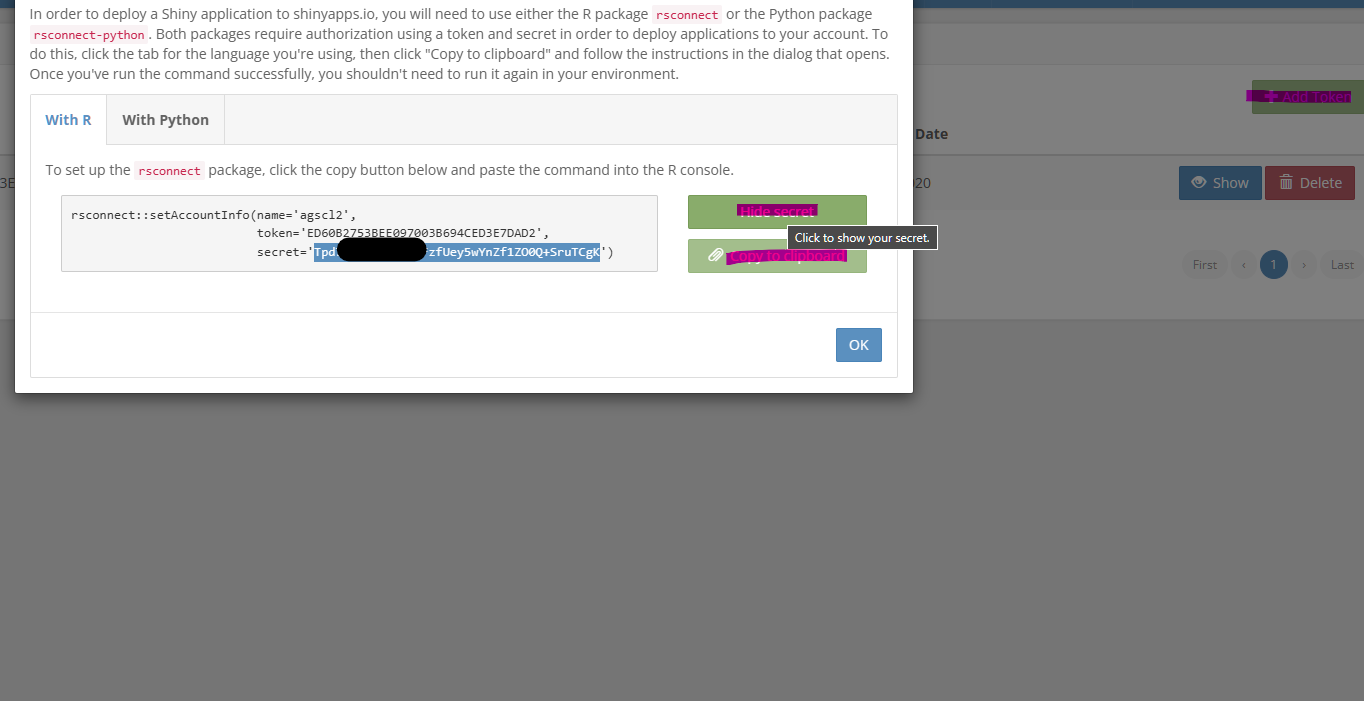 In order to deploy a Shiny application to shinyapps.io, you will need to use either the R package rsconnect or the Python package
rsconnect-python. Both packages require authorization using a token and secret in order to deploy applications to your account. To
do this, click the tab for the language you're using, then click "Copy to clipboard" and follow the instructions in the dialog that opens.
Once you've run the command successfully, you shouldn't need to run it again in your environment.
Add Token
With R
With Python
Date
To set up the rsconnect package, click the copy button below and paste the command into the R console.
3E
020
Show
Delete
rsconnect::setAccountInfo(name='agscl2',
token='ED60B2753BEE097003B694CED3E7DAD2',
secret='Tpd zfUey5wYnZf1ZO0Q+SruTCgK')
Hide secret
Click to show your secret.
Copy to clipboard
First
‹
1
›
Last
OK